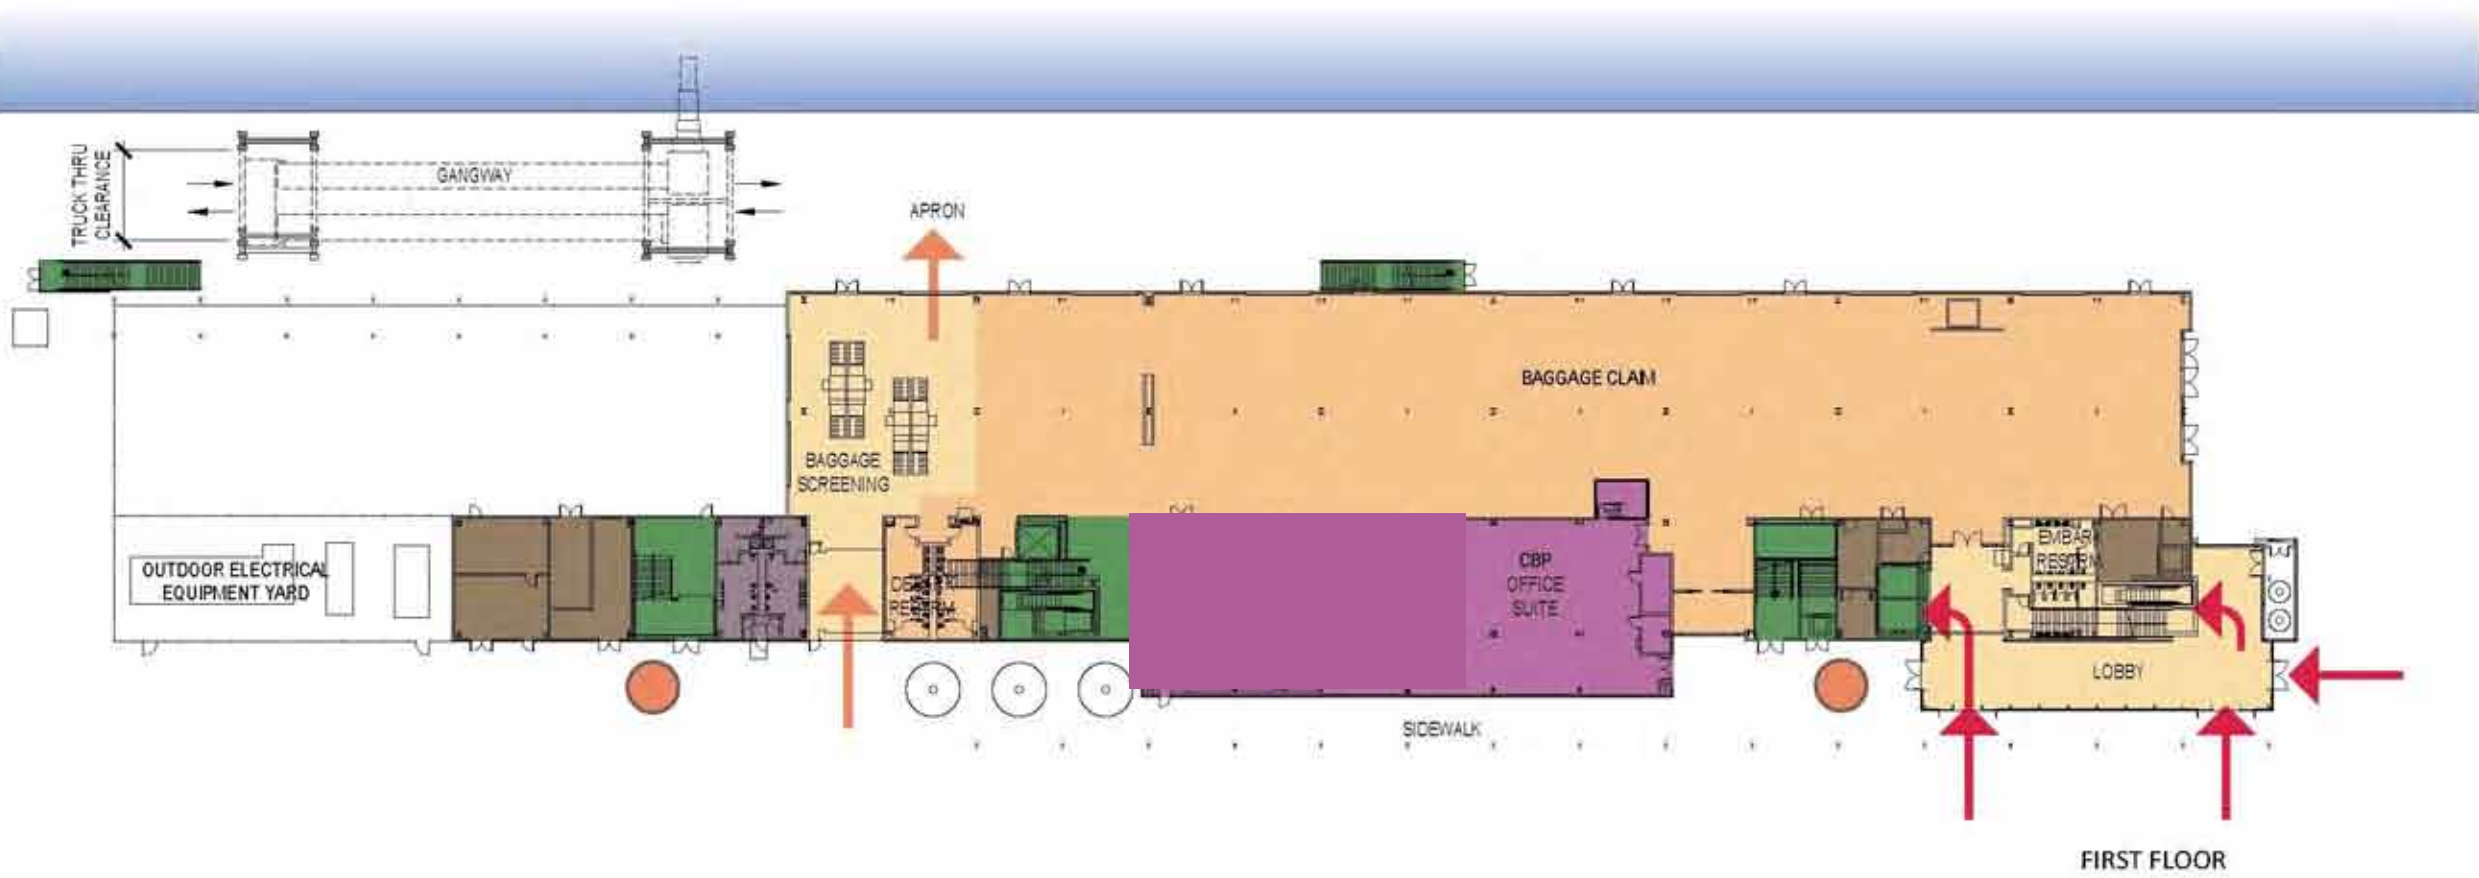 TRUCK THRU
CLEARANCE
GANGWAY
APRON
BAGGAGE CLAIM
BAGGAGE
SCREENING
OUTDOOR ELECTRICAL
EQUIPMENT YARD
CBP
OFFICE
SUITE
EMBAR
LOBBY
SIDEWALK
FIRST FLOOR